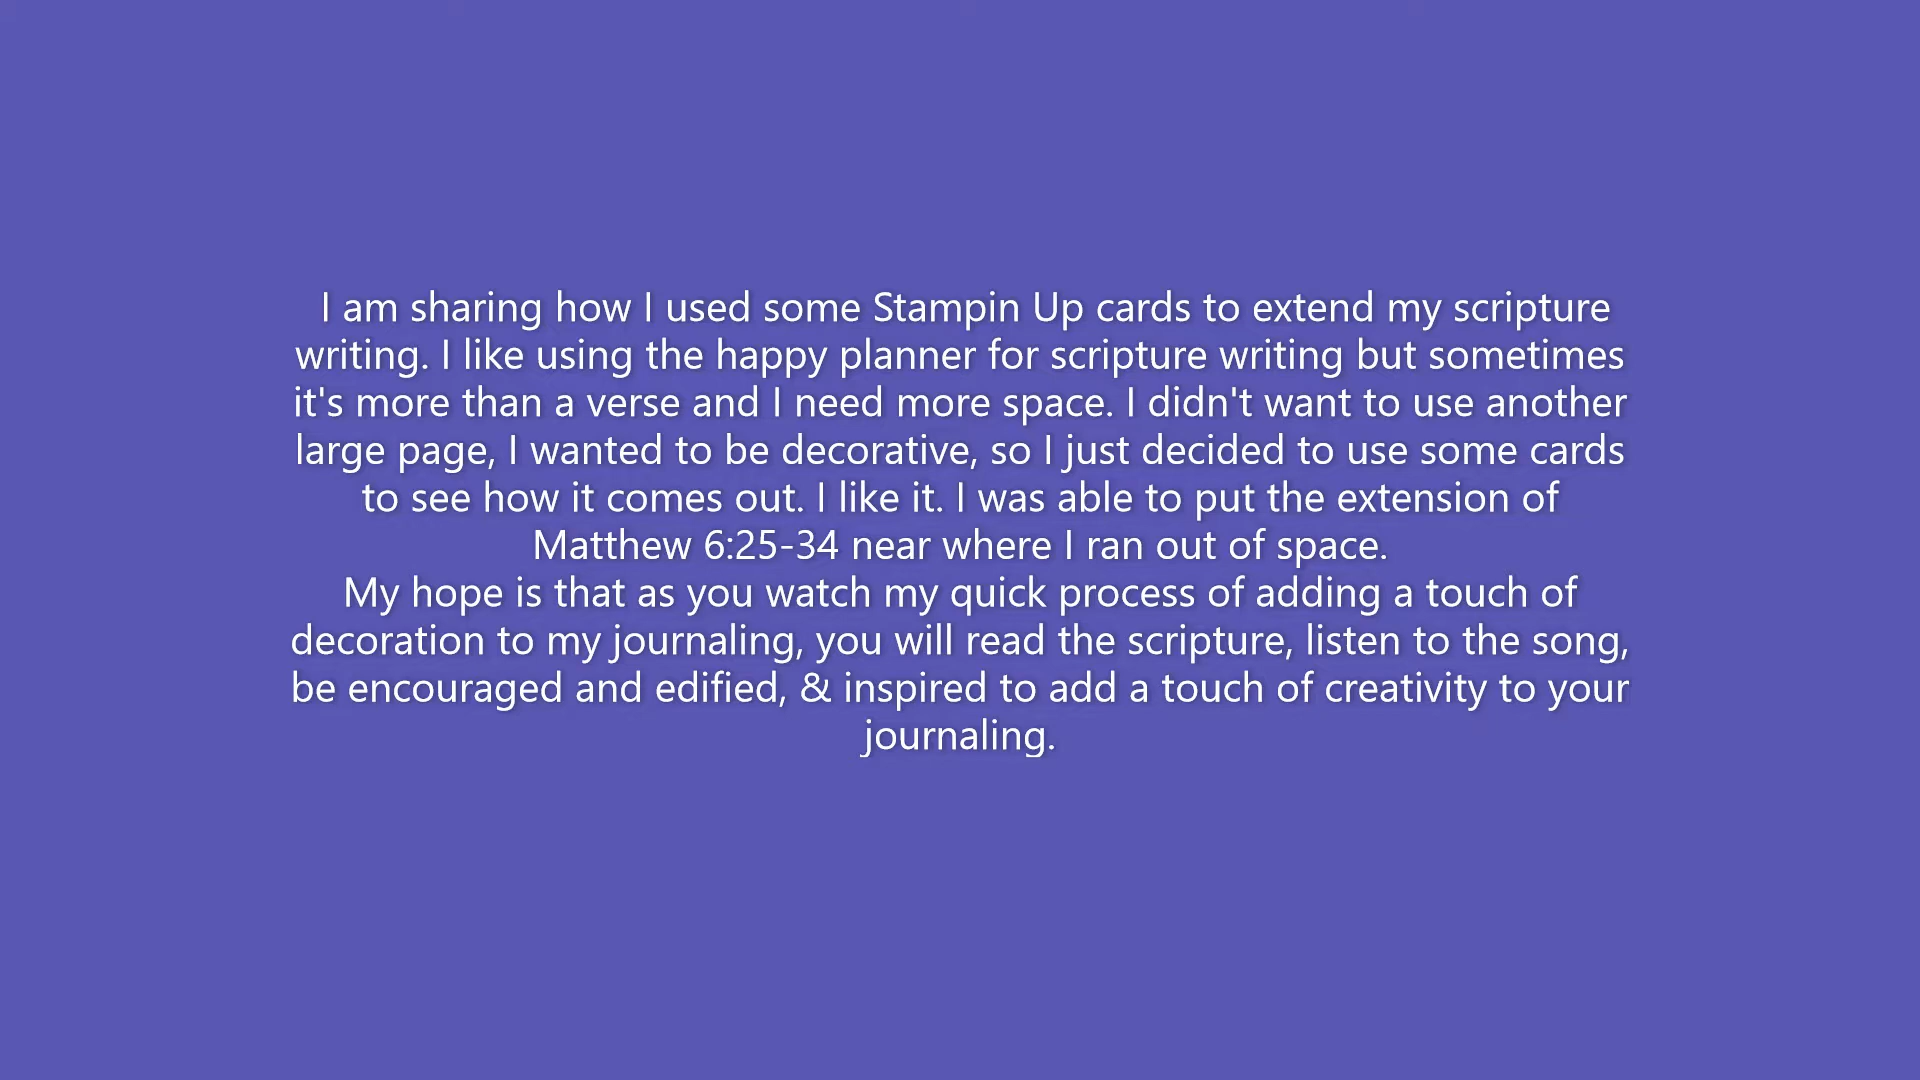 I am sharing how I used some Stampin Up cards to extend my scripture
writing. I like using the happy planner for scripture writing but sometimes
it's more than a verse and I need more space. I didn't want to use another
large page, I wanted to be decorative, so I just decided to use some cards
to see how it comes out. I like it. I was able to put the extension of
Matthew 6:25-34 near where I ran out of space.
My hope is that as you watch my quick process of adding a touch of
decoration to my journaling, you will read the scripture, listen to the song,
be encouraged and edified, & inspired to add a touch of creativity to your
journaling.